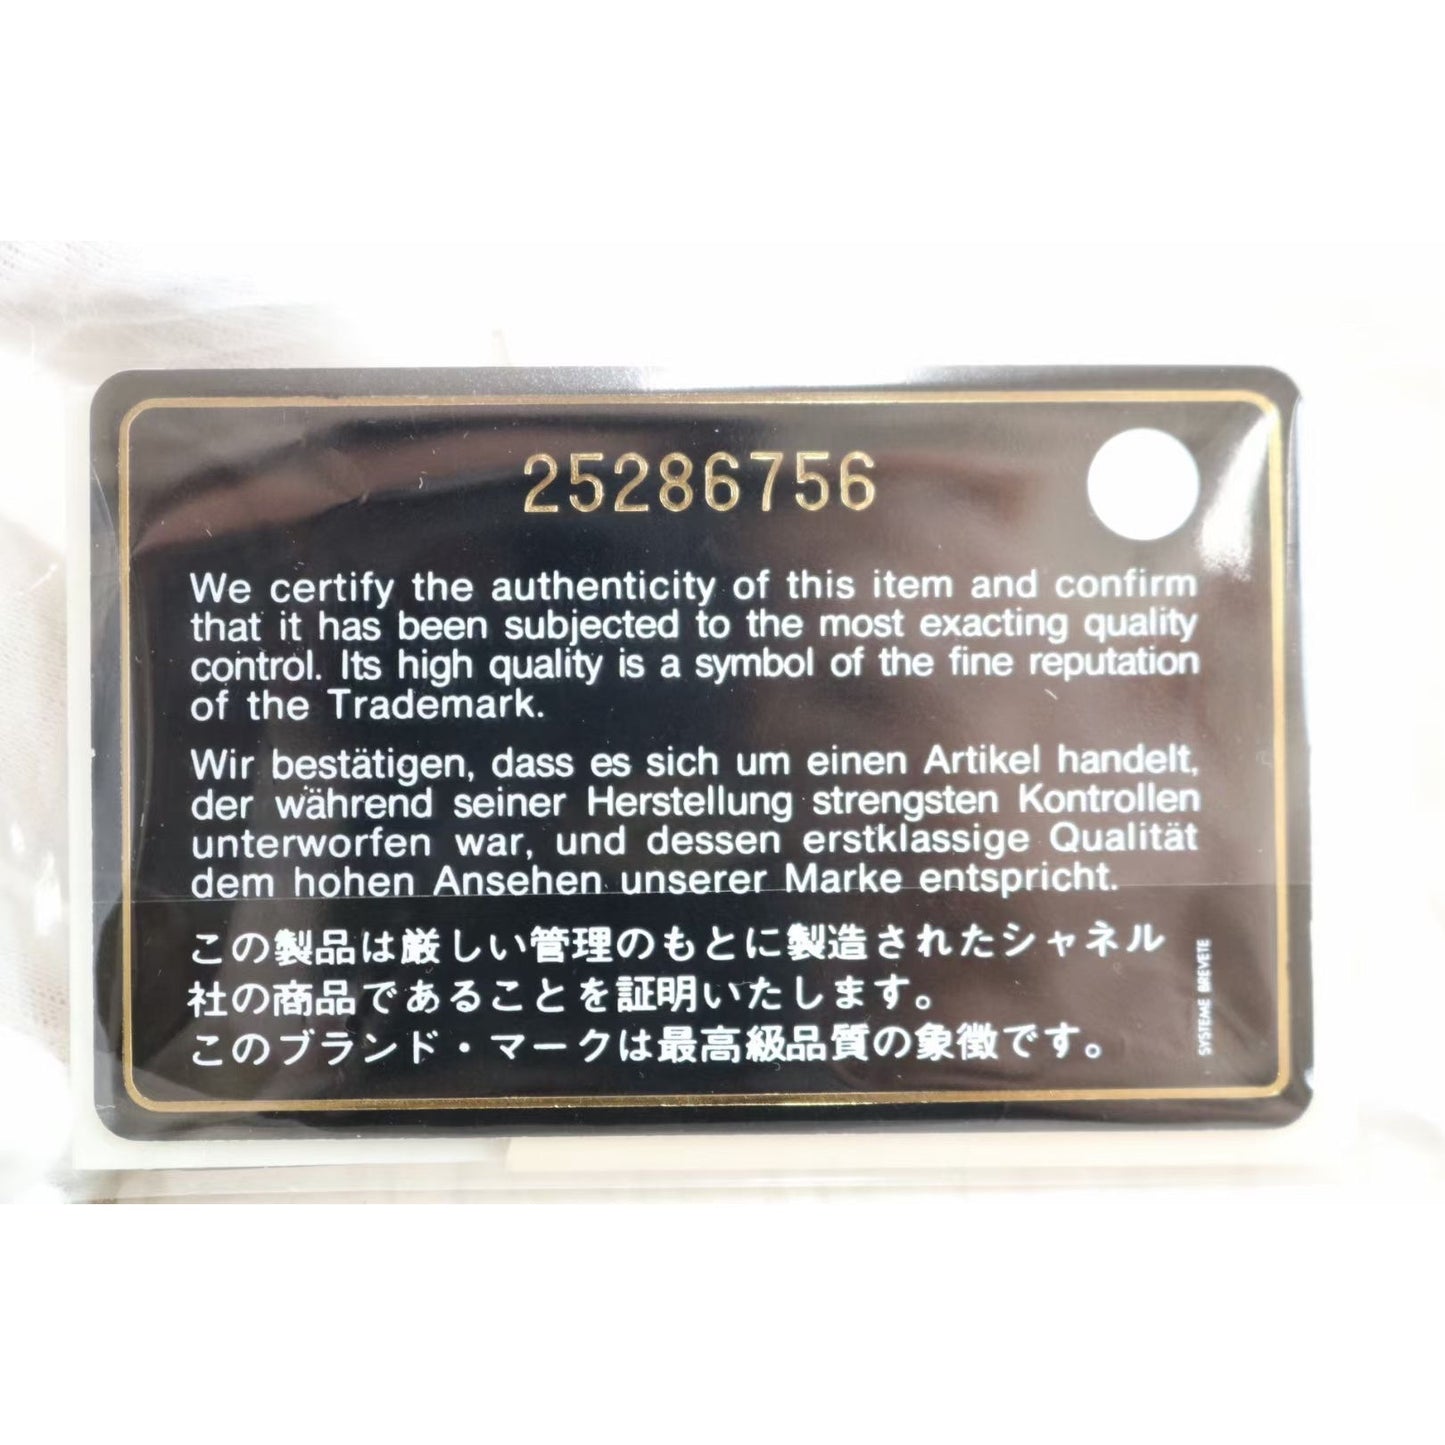 25286756
We certify the authenticity of this item and confirm
that it has been subjected to the most exacting quality
control. Its high quality is a symbol of the fine reputation
of the Trademark.
Wir bestätigen, dass es sich um einen Artikel handelt,
der während seiner Herstellung strengsten Kontrollen
unterworfen war, und dessen erstklassige Qualität
dem hohen Ansehen unserer Marke entspricht.
この製品は厳しい管理のもとに製造されたシャネル
社の商品であることを証明いたします。
このブランド・マークは最高級品質の象徴です。
SYSTEME BREVETE